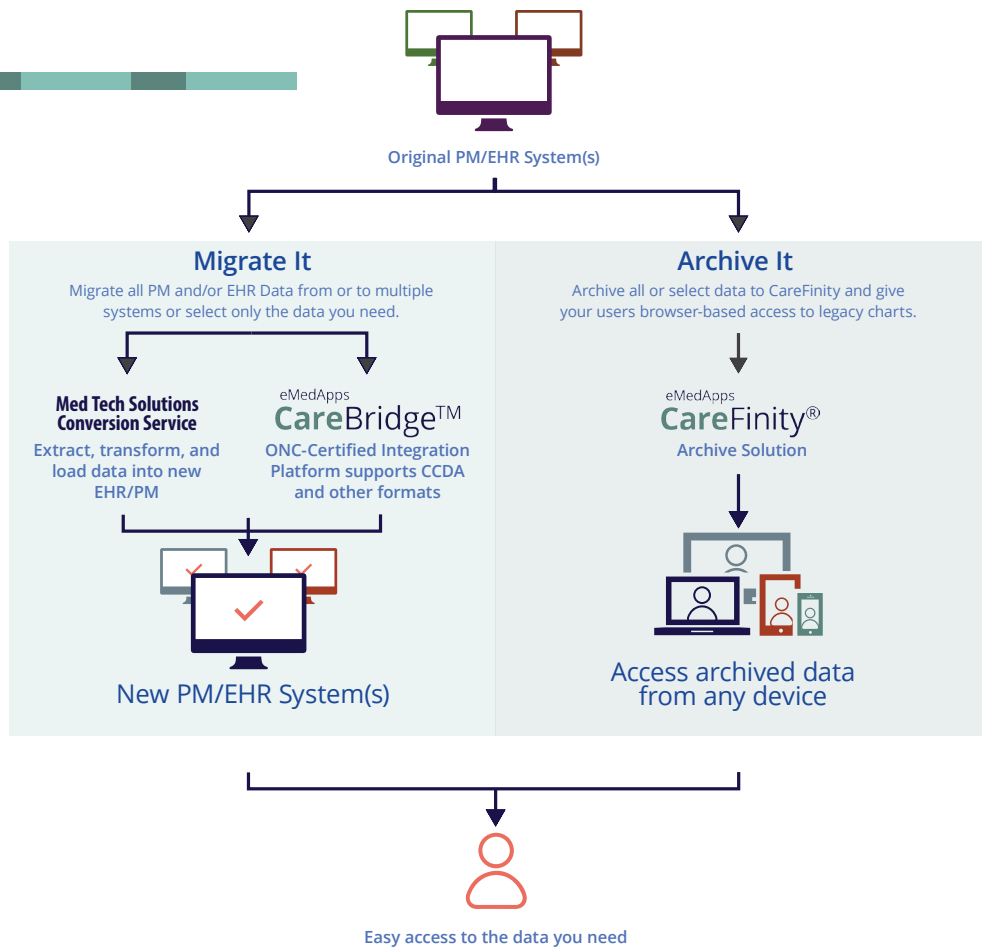 Original PM/EHR System(s)
Migrate It
Migrate all PM and/or EHR Data from or to multiple
systems or select only the data you need.
Med Tech Solutions
Conversion Service
Extract, transform, and
load data into new
EHR/PM
eMedApps
CareBridge™
ONC-Certified Integration
Platform supports CCDA
and other formats
New PM/EHR System(s)
Archive It
Archive all or select data to CareFinity and give
your users browser-based access to legacy charts.
eMedApps
CareFinity®
Archive Solution
Access archived data
from any device
Easy access to the data you need